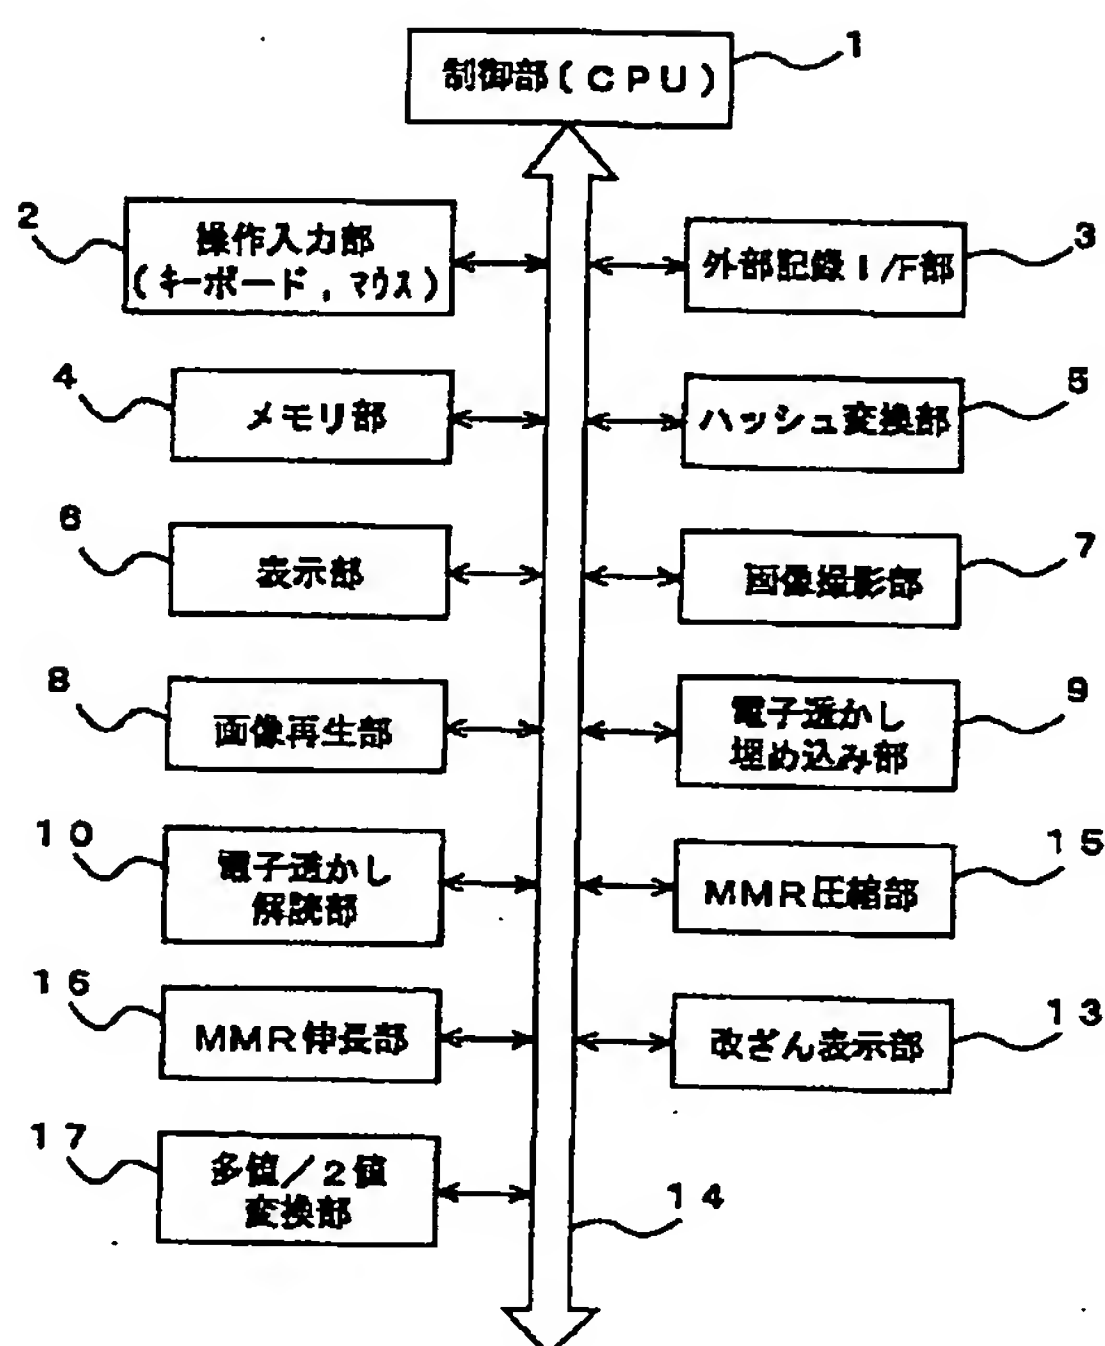 制御部(CPU)
1
2
操作入力部
(キーボード,マウス)
外部記録I/F部
3
4
メモリ部
ハッシュ変換部
5
6
表示部
画像撮影部
7
8
画像再生部
電子透かし
埋め込み部
9
10
電子透かし
解読部
MMR圧縮部
15
16
MMR伸長部
改ざん表示部
13
17
多値/2値
変換部
14